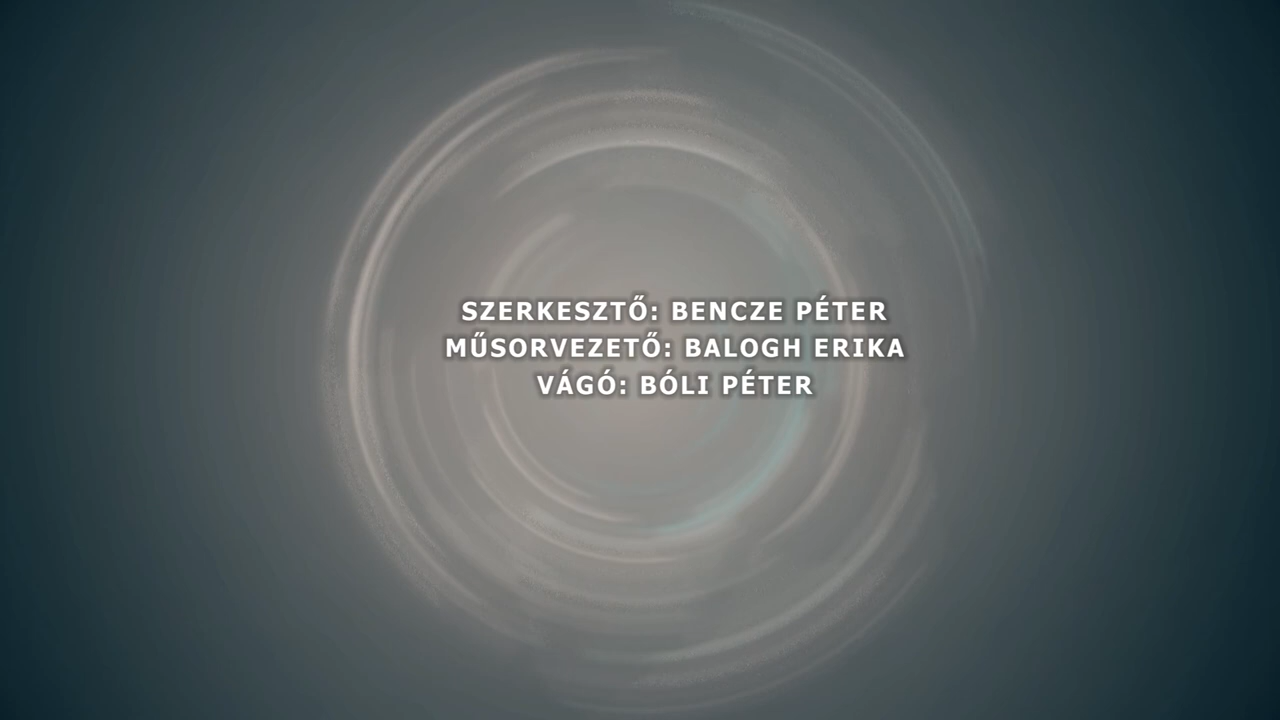 SZERKESZTŐ: BENCZE PÉTER
MŰSORVEZETŐ: BALOGH ERIKA
VÁGÓ: BÓLI PÉTER